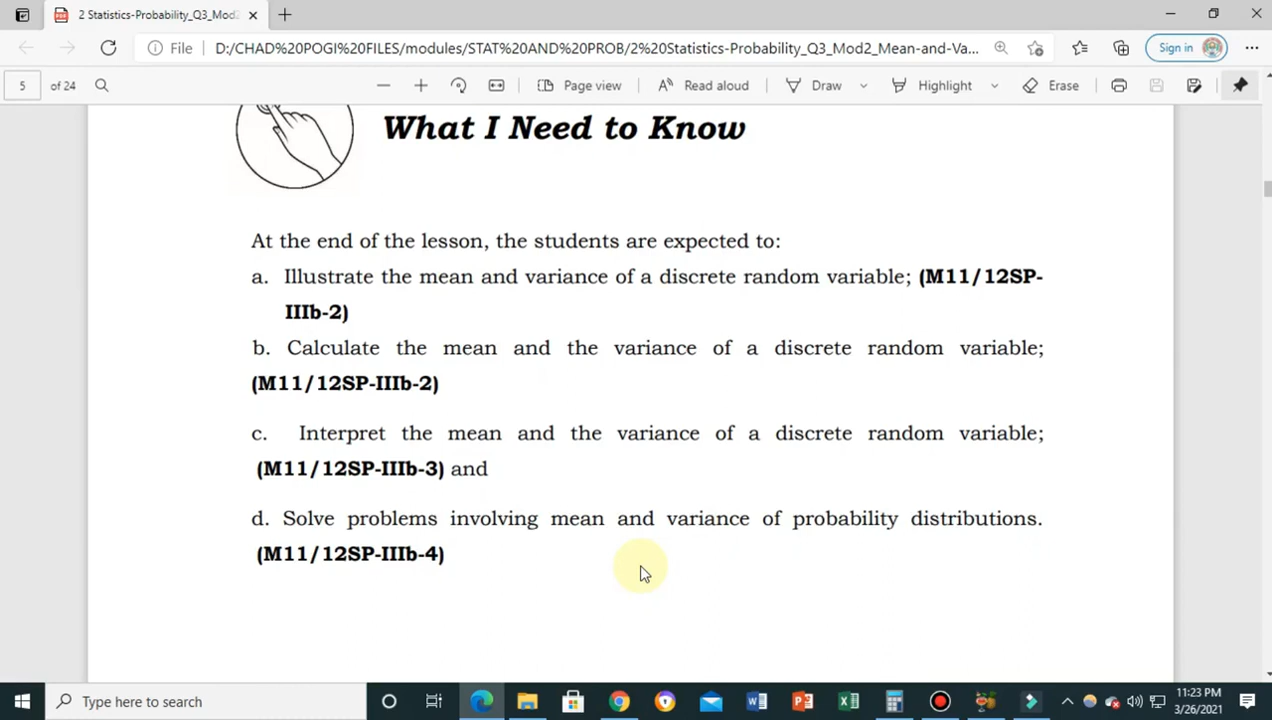 2 Statistics-Probability_Q3_Mod2
Sign in
File
D:/CHAD%20POGI%20FILES/modules/STAT%20AND%20PROB/2%20Statistics-Probability_Q3_Mod2_Mean-and-Va...
5 of 24
Page view
Read aloud
Draw
Highlight
Erase
What I Need to Know
At the end of the lesson, the students are expected to:
a. Illustrate the mean and variance of a discrete random variable; (M11/12SP-
IIIb-2)
b. Calculate the mean and the variance of a discrete random variable;
(M11/12SP-IIIb-2)
c. Interpret the mean and the variance of a discrete random variable;
(M11/12SP-IIIb-3) and
d. Solve problems involving mean and variance of probability distributions.
(M11/12SP-IIIb-4)
Type here to search
11:23 PM
3/26/2021